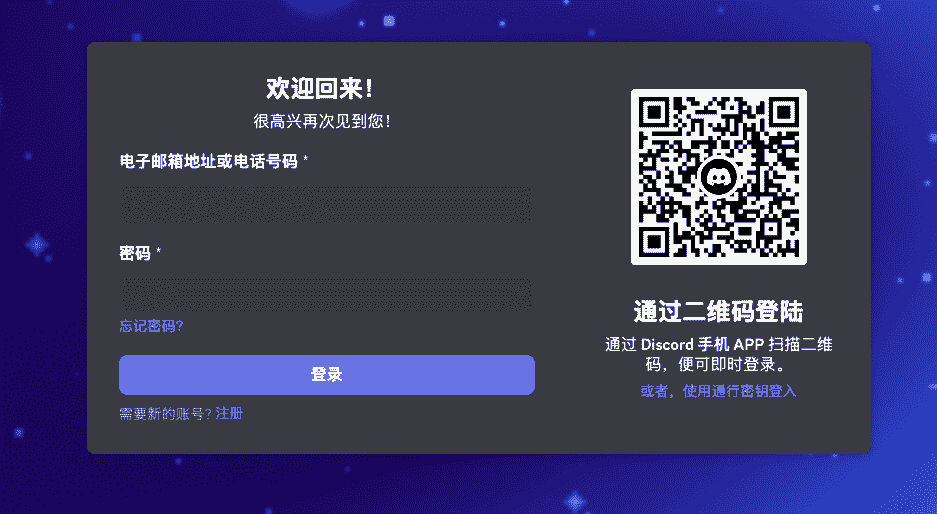 欢迎回来！
很高兴再次见到您！
电子邮箱地址或电话号码 *
密码 *
忘记密码？
登录
需要新的账号？注册
通过二维码登陆
通过 Discord 手机 APP 扫描二维
码，便可即时登录。
或者，使用通行密钥登入